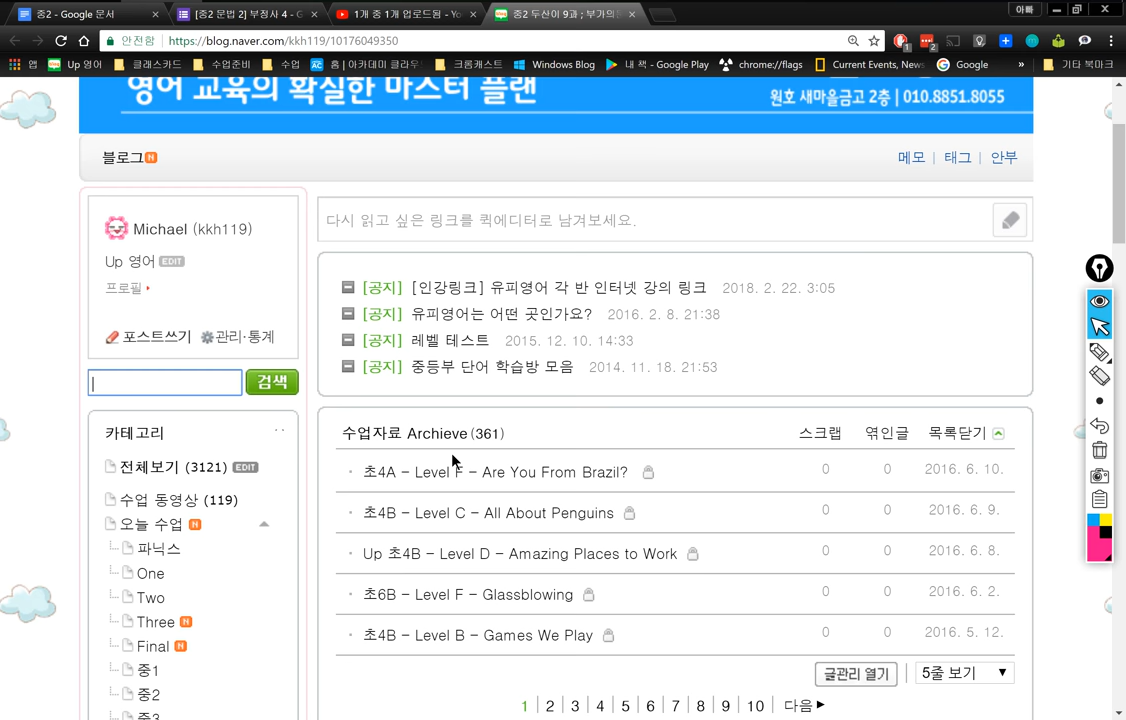 중2 - Google 문서
[중2 문법 2] 부정사 4 - G
1개 중 1개 업로드됨 - Yo
중2 두산이 9과 ; 부가의
아빠
안전함 https://blog.naver.com/kkh119/10176049350
앱 Up 영어 클래스카드 수업준비 수업 홈 | 아카데미 클라우 크롬캐스트 Windows Blog 내 책 - Google Play chrome://flags Current Events, New Google » 기타 북마크
영어 교육의 확실한 마스터 플랜
원호 새마을금고 2층 | 010.8851.8055
블로그 N
메모 | 태그 | 안부
Michael (kkh119)
Up 영어 EDIT
프로필
포스트쓰기 관리·통계
검색
카테고리
전체보기 (3121) EDIT
수업 동영상 (119)
오늘 수업 N
파닉스
One
Two
Three N
Final N
중1
중2
중3
다시 읽고 싶은 링크를 퀵에디터로 남겨보세요.
[공지] [인강링크] 유피영어 각 반 인터넷 강의 링크 2018. 2. 22. 3:05
[공지] 유피영어는 어떤 곳인가요? 2016. 2. 8. 21:38
[공지] 레벨 테스트 2015. 12. 10. 14:33
[공지] 중등부 단어 학습방 모음 2014. 11. 18. 21:53
수업자료 Archieve (361) 스크랩 엮인글 목록닫기
초4A – Level F – Are You From Brazil? 0 0 2016. 6. 10.
초4B – Level C – All About Penguins 0 0 2016. 6. 9.
Up 초4B – Level D – Amazing Places to Work 0 0 2016. 6. 8.
초6B – Level F – Glassblowing 0 0 2016. 6. 2.
초4B – Level B – Games We Play 0 0 2016. 5. 12.
글관리 열기 | 5줄 보기
1 | 2 | 3 | 4 | 5 | 6 | 7 | 8 | 9 | 10 | 다음